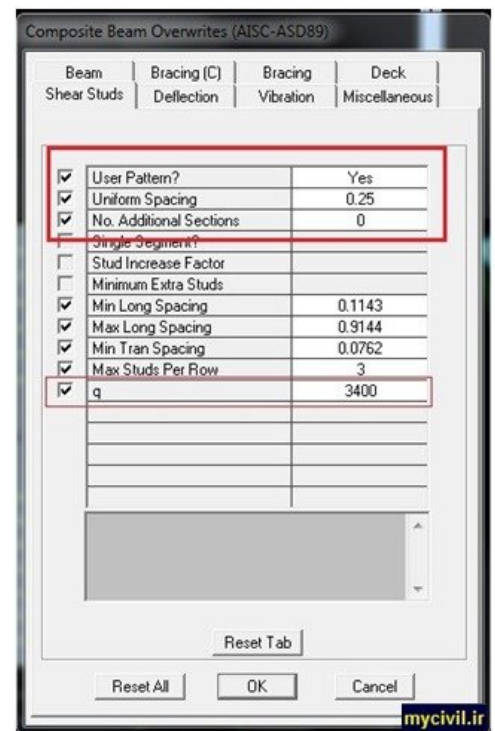 Composite Beam Overwrites (AISC-ASD89)
Beam Bracing (C) Bracing Deck
Shear Studs Deflection Vibration Miscellaneous
User Pattern? Yes
Uniform Spacing 0.25
No. Additional Sections 0
Single Segment?
Stud Increase Factor
Minimum Extra Studs
Min Long Spacing 0.1143
Max Long Spacing 0.9144
Min Tran Spacing 0.0762
Max Studs Per Row 3
q 3400
Reset Tab
Reset All OK Cancel
mycivil.ir